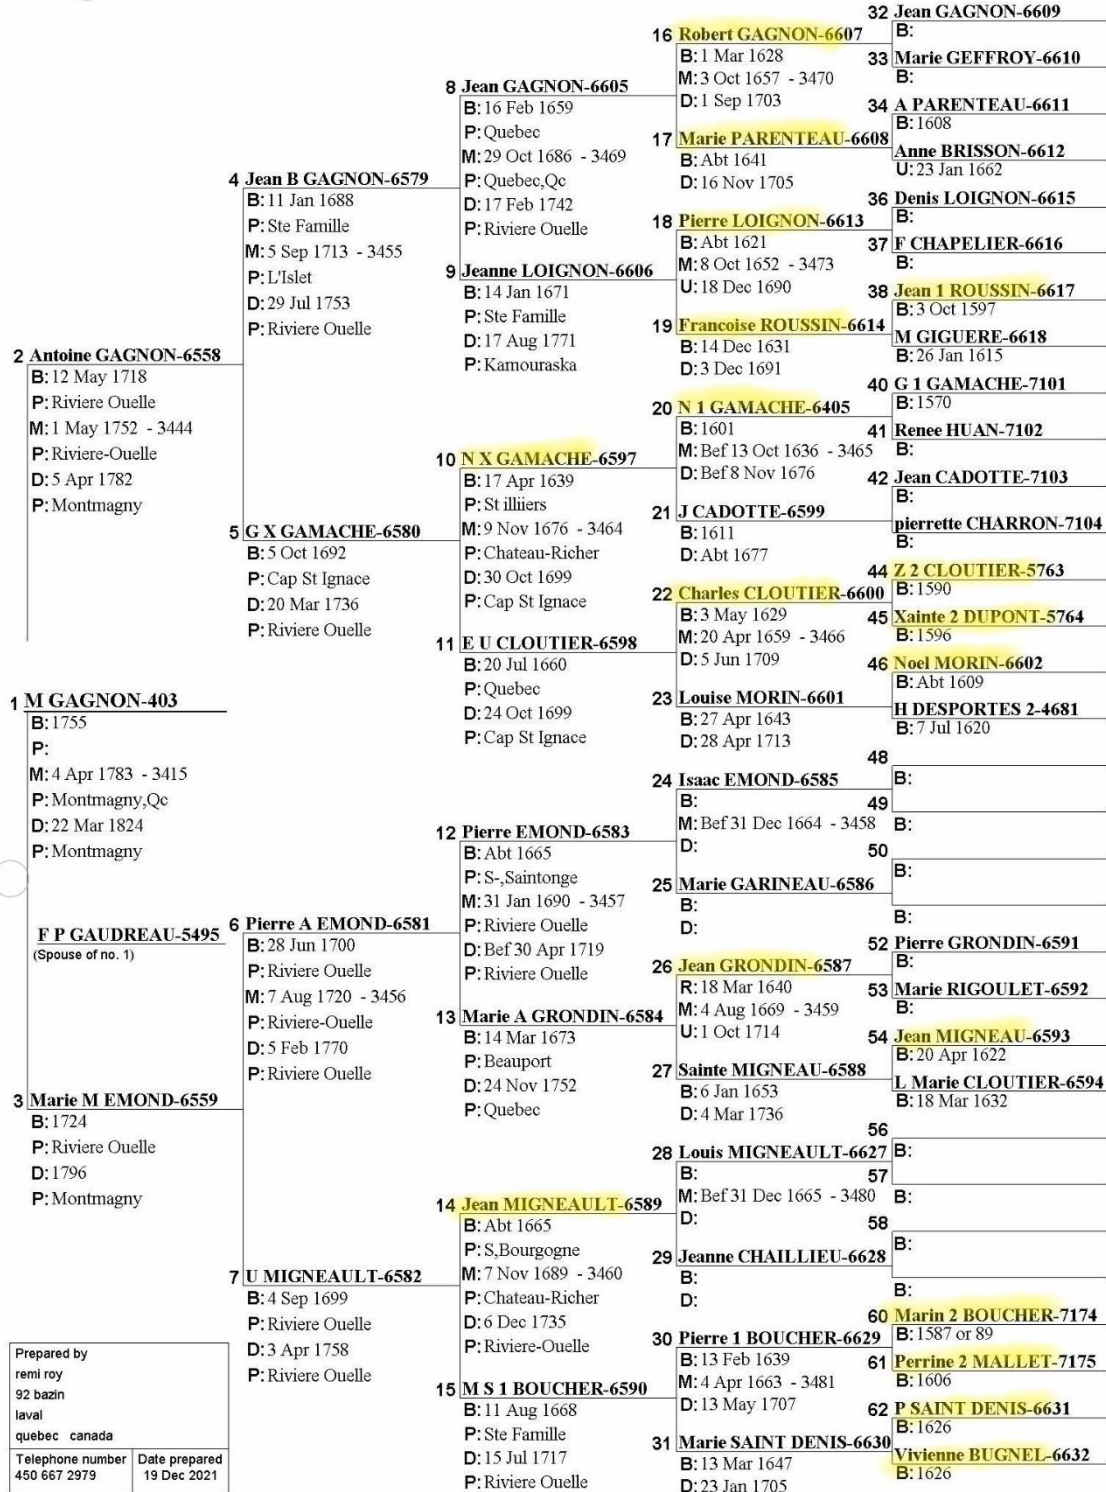 1 M GAGNON-403
B: 1755
P:
M: 4 Apr 1783 - 3415
P: Montmagny,Qc
D: 22 Mar 1824
P: Montmagny
F P GAUDREAU-5495
(Spouse of no. 1)
2 Antoine GAGNON-6558
B: 12 May 1718
P: Riviere Ouelle
M: 1 May 1752 - 3444
P: Riviere-Ouelle
D: 5 Apr 1782
P: Montmagny
3 Marie M EMOND-6559
B: 1724
P: Riviere Ouelle
D: 1796
P: Montmagny
4 Jean B GAGNON-6579
B: 11 Jan 1688
P: Ste Famille
M: 5 Sep 1713 - 3455
P: L'Islet
D: 29 Jul 1753
P: Riviere Ouelle
5 G X GAMACHE-6580
B: 5 Oct 1692
P: Cap St Ignace
D: 20 Mar 1736
P: Riviere Ouelle
6 Pierre A EMOND-6581
B: 28 Jun 1700
P: Riviere Ouelle
M: 7 Aug 1720 - 3456
P: Riviere-Ouelle
D: 5 Feb 1770
P: Riviere Ouelle
7 U MIGNEAULT-6582
B: 4 Sep 1699
P: Riviere Ouelle
D: 3 Apr 1758
P: Riviere Ouelle
8 Jean GAGNON-6605
B: 16 Feb 1659
P: Quebec
M: 29 Oct 1686 - 3469
P: Quebec,Qc
D: 17 Feb 1742
P: Riviere Ouelle
9 Jeanne LOIGNON-6606
B: 14 Jan 1671
P: Ste Famille
D: 17 Aug 1771
P: Kamouraska
10 N X GAMACHE-6597
B: 17 Apr 1639
P: St illiiers
M: 9 Nov 1676 - 3464
P: Chateau-Richer
D: 30 Oct 1699
P: Cap St Ignace
11 E U CLOUTIER-6598
B: 20 Jul 1660
P: Quebec
D: 24 Oct 1699
P: Cap St Ignace
12 Pierre EMOND-6583
B: Abt 1665
P: S-,Saintonge
M: 31 Jan 1690 - 3457
P: Riviere Ouelle
D: Bef 30 Apr 1719
P: Riviere Ouelle
13 Marie A GRONDIN-6584
B: 14 Mar 1673
P: Beauport
D: 24 Nov 1752
P: Quebec
14 Jean MIGNEAULT-6589
B: Abt 1665
P: S,Bourgogne
M: 7 Nov 1689 - 3460
P: Chateau-Richer
D: 6 Dec 1735
P: Riviere-Ouelle
15 M S 1 BOUCHER-6590
B: 11 Aug 1668
P: Ste Famille
D: 15 Jul 1717
P: Riviere Ouelle
16 Robert GAGNON-6607
B: 1 Mar 1628
M: 3 Oct 1657 - 3470
D: 1 Sep 1703
17 Marie PARENTEAU-6608
B: Abt 1641
D: 16 Nov 1705
18 Pierre LOIGNON-6613
B: Abt 1621
M: 8 Oct 1652 - 3473
U: 18 Dec 1690
19 Francoise ROUSSIN-6614
B: 14 Dec 1631
D: 3 Dec 1691
20 N 1 GAMACHE-6405
B: 1601
M: Bef 13 Oct 1636 - 3465
D: Bef 8 Nov 1676
21 J CADOTTE-6599
B: 1611
D: Abt 1677
22 Charles CLOUTIER-6600
B: 3 May 1629
M: 20 Apr 1659 - 3466
D: 5 Jun 1709
23 Louise MORIN-6601
B: 27 Apr 1643
D: 28 Apr 1713
24 Isaac EMOND-6585
B:
M: Bef 31 Dec 1664 - 3458
D:
25 Marie GARINEAU-6586
B:
D:
26 Jean GRONDIN-6587
R: 18 Mar 1640
M: 4 Aug 1669 - 3459
U: 1 Oct 1714
27 Sainte MIGNEAU-6588
B: 6 Jan 1653
D: 4 Mar 1736
28 Louis MIGNEAULT-6627
B:
M: Bef 31 Dec 1665 - 3480
D:
29 Jeanne CHAILLIEU-6628
B:
D:
30 Pierre 1 BOUCHER-6629
B: 13 Feb 1639
M: 4 Apr 1663 - 3481
D: 13 May 1707
31 Marie SAINT DENIS-6630
B: 13 Mar 1647
D: 23 Jan 1705
32 Jean GAGNON-6609
B:
33 Marie GEFFROY-6610
B:
34 A PARENTEAU-6611
B: 1608
Anne BRISSON-6612
U: 23 Jan 1662
36 Denis LOIGNON-6615
B:
37 F CHAPELIER-6616
B:
38 Jean 1 ROUSSIN-6617
B: 3 Oct 1597
M GIGUERE-6618
B: 26 Jan 1615
40 G 1 GAMACHE-7101
B: 1570
41 Renee HUAN-7102
B:
42 Jean CADOTTE-7103
B:
pierrette CHARRON-7104
B:
44 Z 2 CLOUTIER-5763
B: 1590
45 Xainte 2 DUPONT-5764
B: 1596
46 Noel MORIN-6602
B: Abt 1609
H DESPORTES 2-4681
B: 7 Jul 1620
48
B:
49
B:
50
B:
B:
52 Pierre GRONDIN-6591
B:
53 Marie RIGOULET-6592
B:
54 Jean MIGNEAU-6593
B: 20 Apr 1622
L Marie CLOUTIER-6594
B: 18 Mar 1632
56
B:
57
B:
58
B:
B:
60 Marin 2 BOUCHER-7174
B: 1587 or 89
61 Perrine 2 MALLET-7175
B: 1606
62 P SAINT DENIS-6631
B: 1626
Vivienne BUGNEL-6632
B: 1626
Prepared by
remi roy
92 bazin
laval
quebec canada
Telephone number
450 667 2979
Date prepared
19 Dec 2021